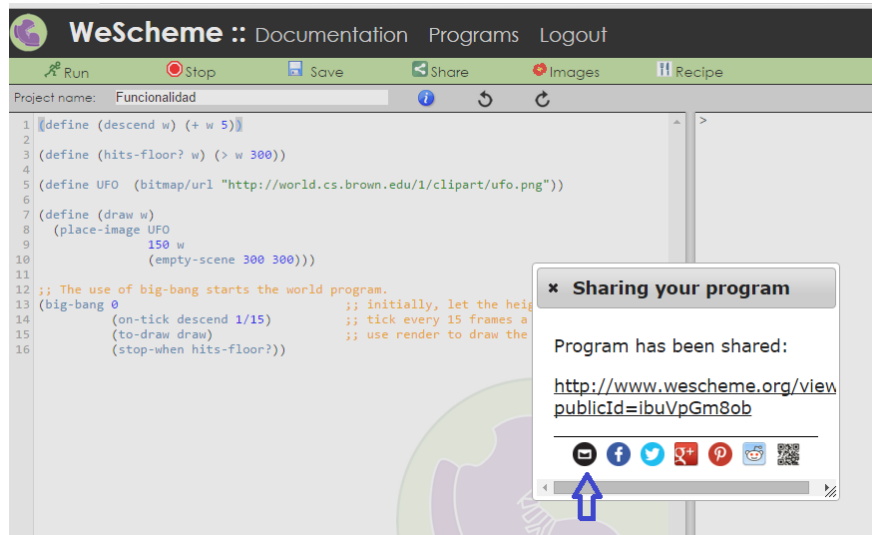 WeScheme :: Documentation Programs Logout
Run Stop Save Share Images Recipe
Project name: Funcionalidad
1 (define (descend w) (+ w 5))
2
3 (define (hits-floor? w) (> w 300))
4
5 (define UFO (bitmap/url "http://world.cs.brown.edu/1/clipart/ufo.png"))
6
7 (define (draw w)
8 (place-image UFO
9 150 w
10 (empty-scene 300 300)))
11
12 ;; The use of big-bang starts the world program.
13 (big-bang 0 ;; initially, let the heig
14 (on-tick descend 1/15) ;; tick every 15 frames a
15 (to-draw draw) ;; use render to draw the
16 (stop-when hits-floor?))
>
× Sharing your program
Program has been shared:
http://www.wescheme.org/view
publicId=ibuVpGm8ob